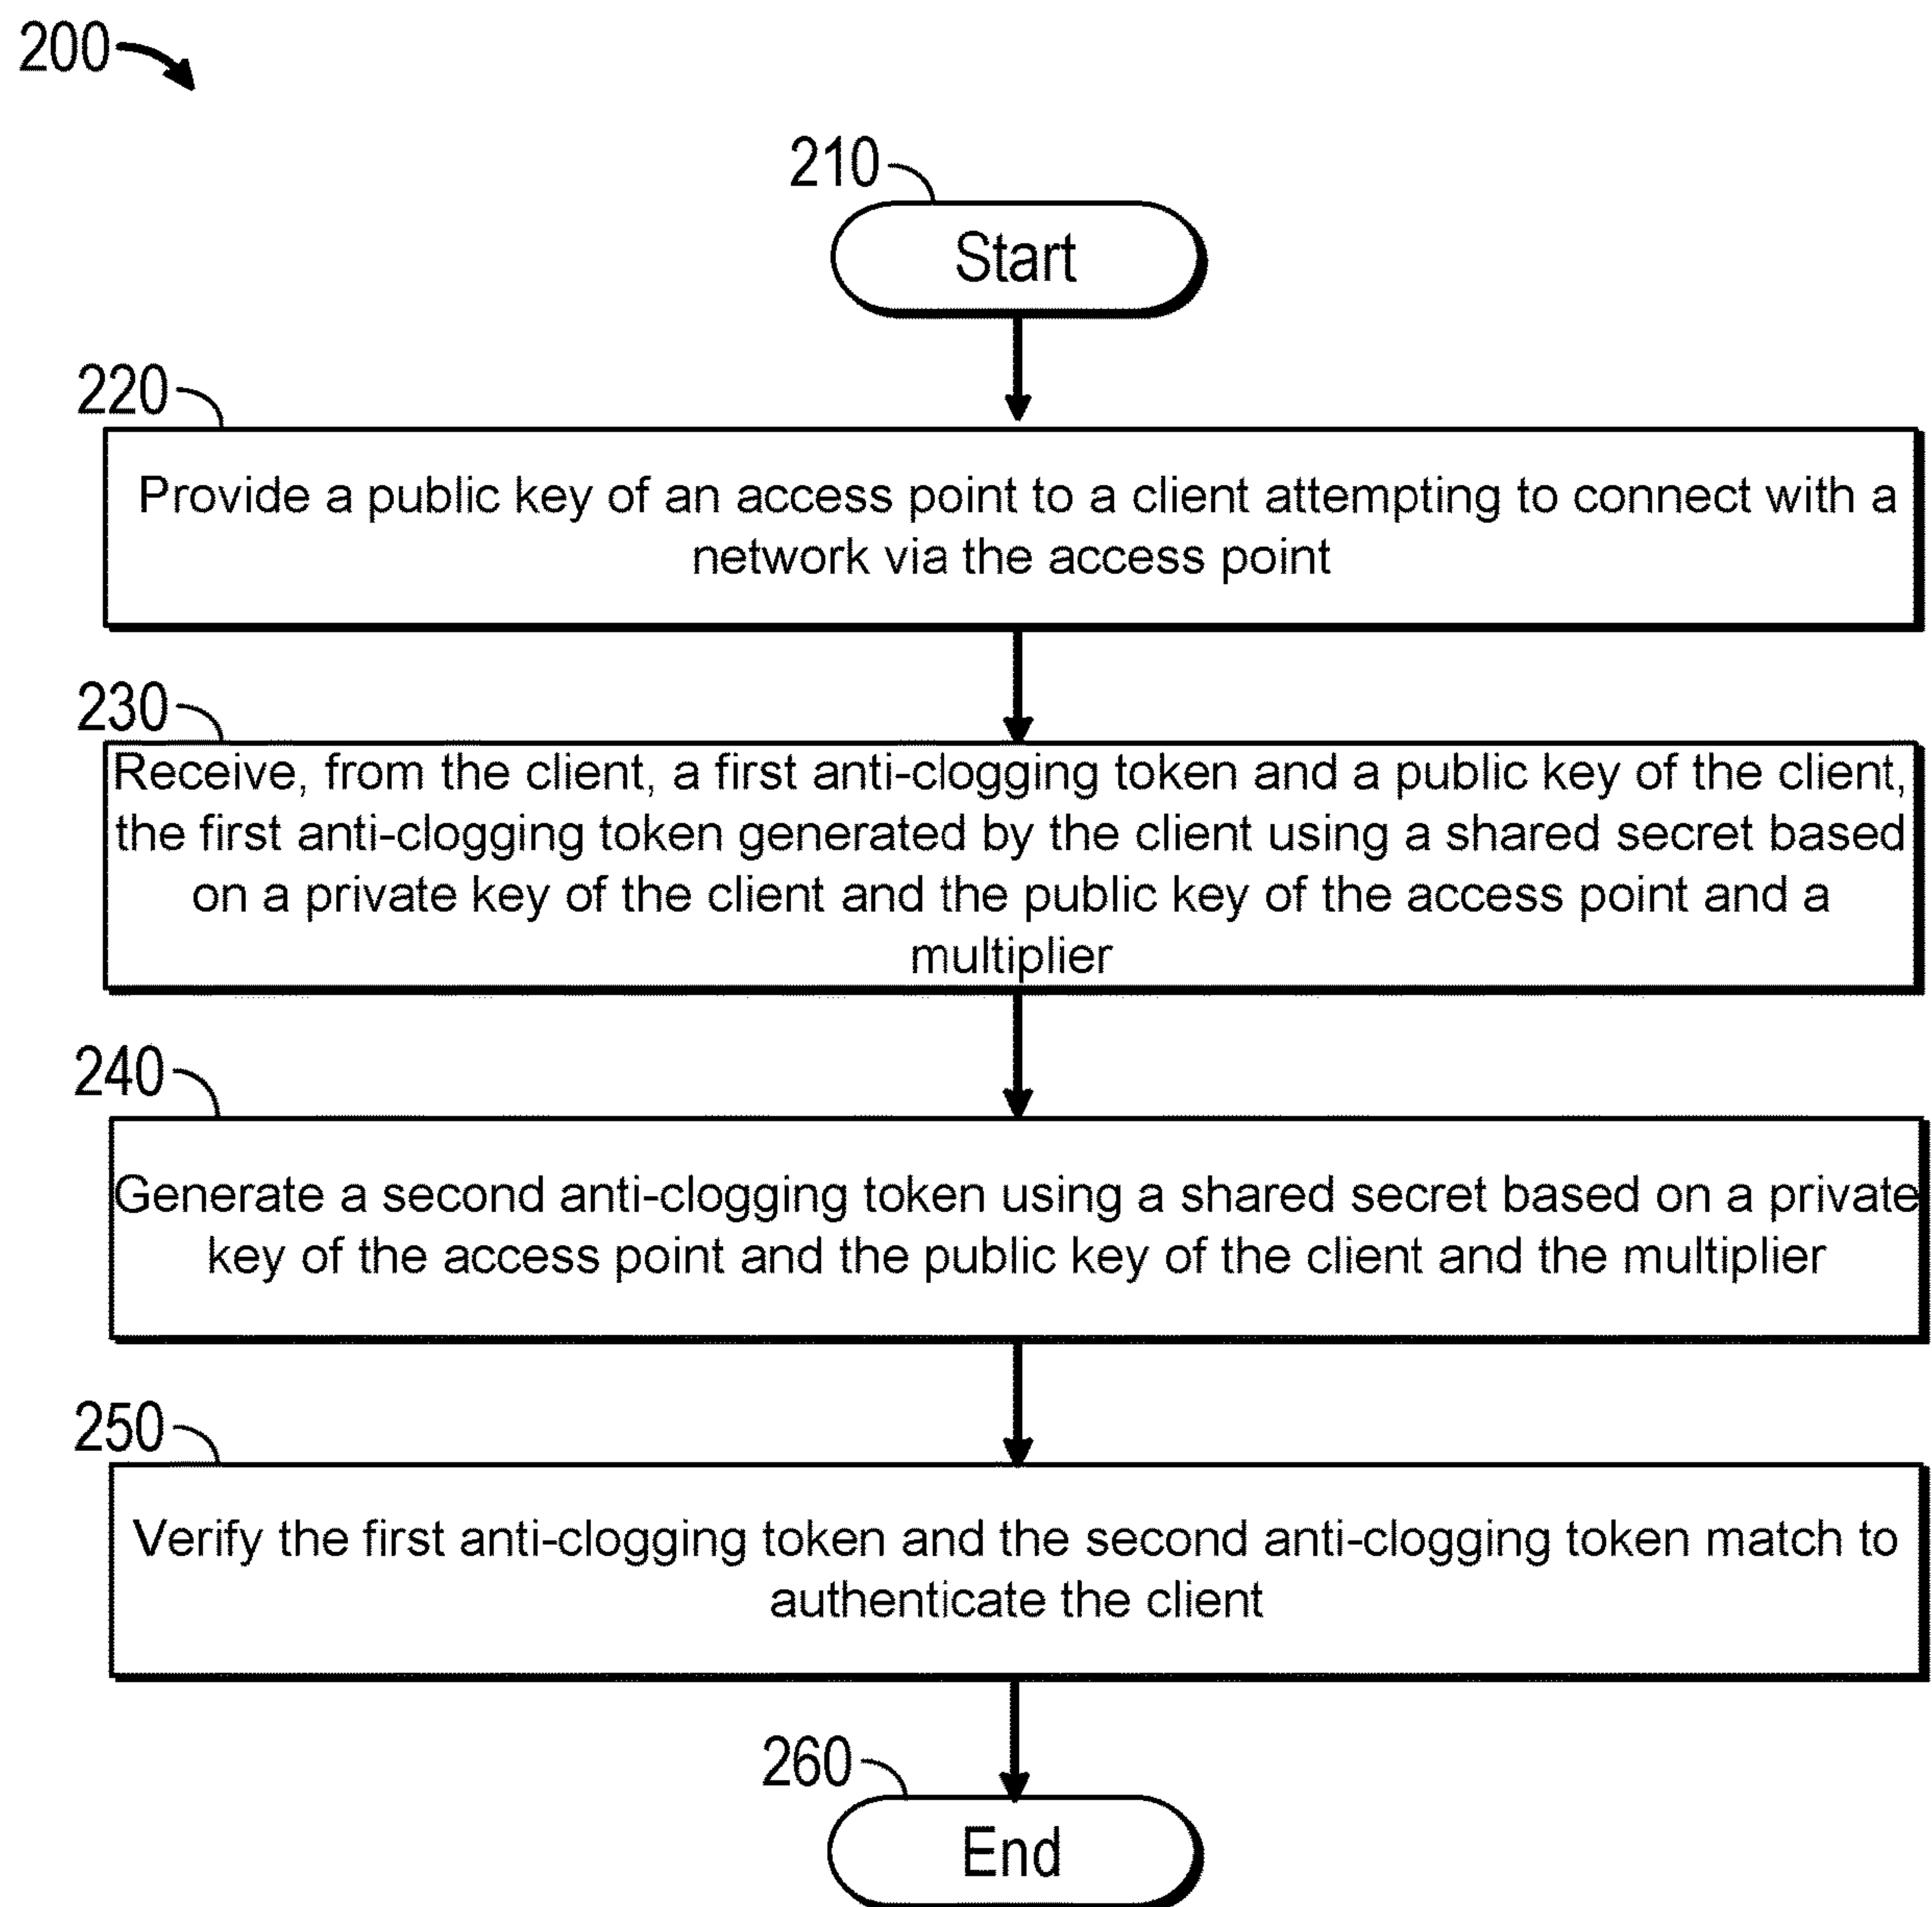 200
210
Start
220
Provide a public key of an access point to a client attempting to connect with a
network via the access point
230
Receive, from the client, a first anti-clogging token and a public key of the client,
the first anti-clogging token generated by the client using a shared secret based
on a private key of the client and the public key of the access point and a
multiplier
240
Generate a second anti-clogging token using a shared secret based on a private
key of the access point and the public key of the client and the multiplier
250
Verify the first anti-clogging token and the second anti-clogging token match to
authenticate the client
260
End